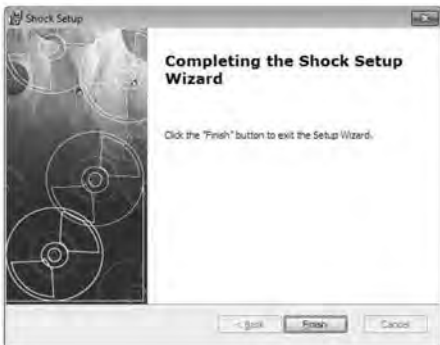 Shock Setup
Completing the Shock Setup
Wizard
Click the "Finish" button to exit the Setup Wizard.
< Back
Finish
Cancel